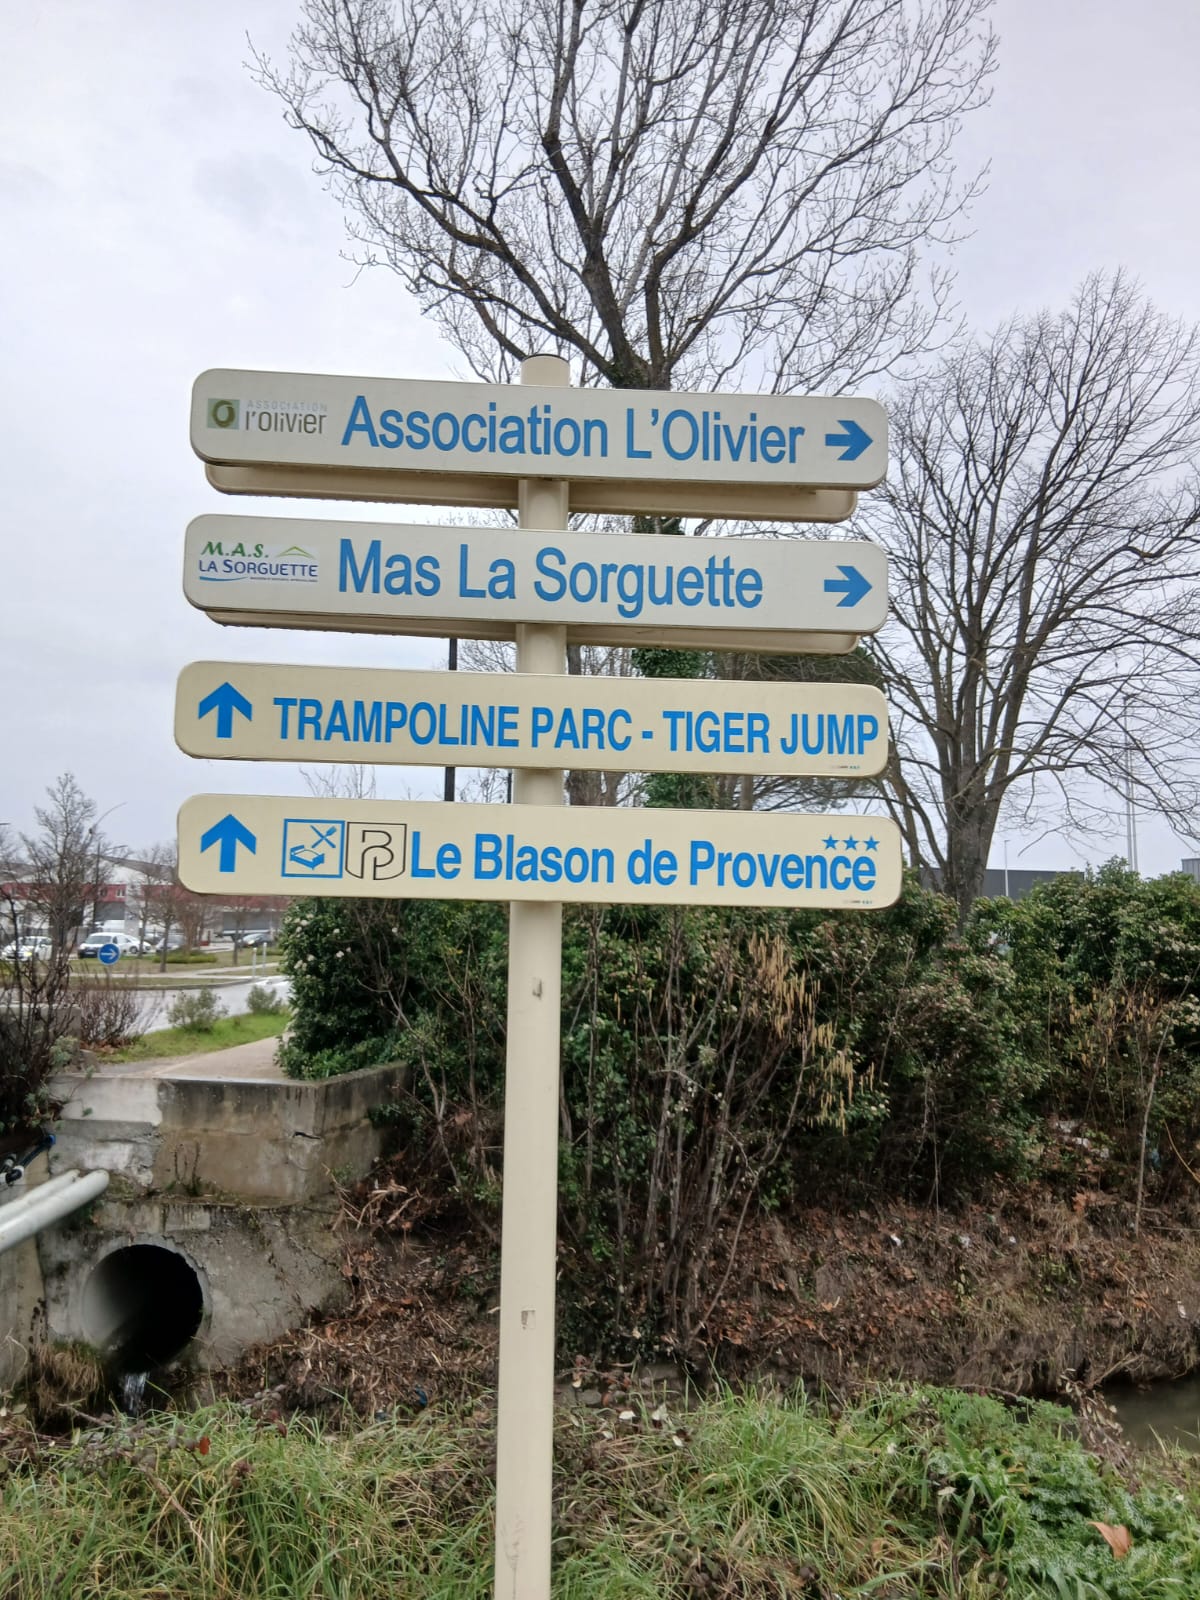 ASSOCIATION
l'olivier
Association L'Olivier
M.A.S.
LA SORGUETTE
Mas La Sorguette
TRAMPOLINE PARC - TIGER JUMP
Le Blason de Provence